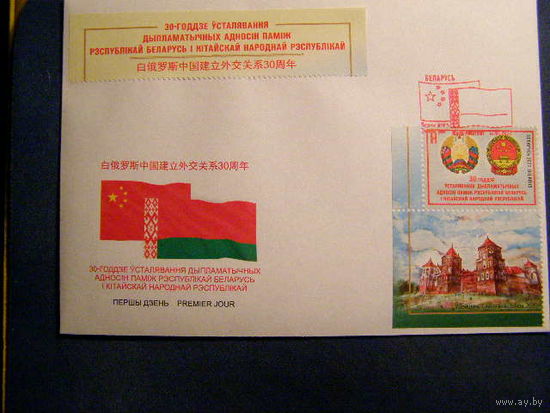 30-ГОДДЗЕ ЎСТАЛЯВАННЯ
ДЫПЛАМАТЫЧНЫХ АДНОСІН ПАМІЖ
РЭСПУБЛІКАЙ БЕЛАРУСЬ І КІТАЙСКАЙ НАРОДНАЙ РЭСПУБЛІКАЙ
白俄罗斯中国建立外交关系30周年
БЕЛАРУСЬ
H
30-ГОДДЗЕ
ЎСТАЛЯВАННЯ ДЫПЛАМАТЫЧНЫХ
АДНОСІН ПАМІЖ РЭСПУБЛІКАЙ БЕЛАРУСЬ
І КІТАЙСКАЙ НАРОДНАЙ РЭСПУБЛІКАЙ
白俄罗斯中国建立外交关系30周年
30-ГОДДЗЕ ЎСТАЛЯВАННЯ ДЫПЛАМАТЫЧНЫХ
АДНОСІН ПАМІЖ РЭСПУБЛІКАЙ БЕЛАРУСЬ
І КІТАЙСКАЙ НАРОДНАЙ РЭСПУБЛІКАЙ
ПЕРШЫ ДЗЕНЬ PREMIER JOUR
www.ay.by